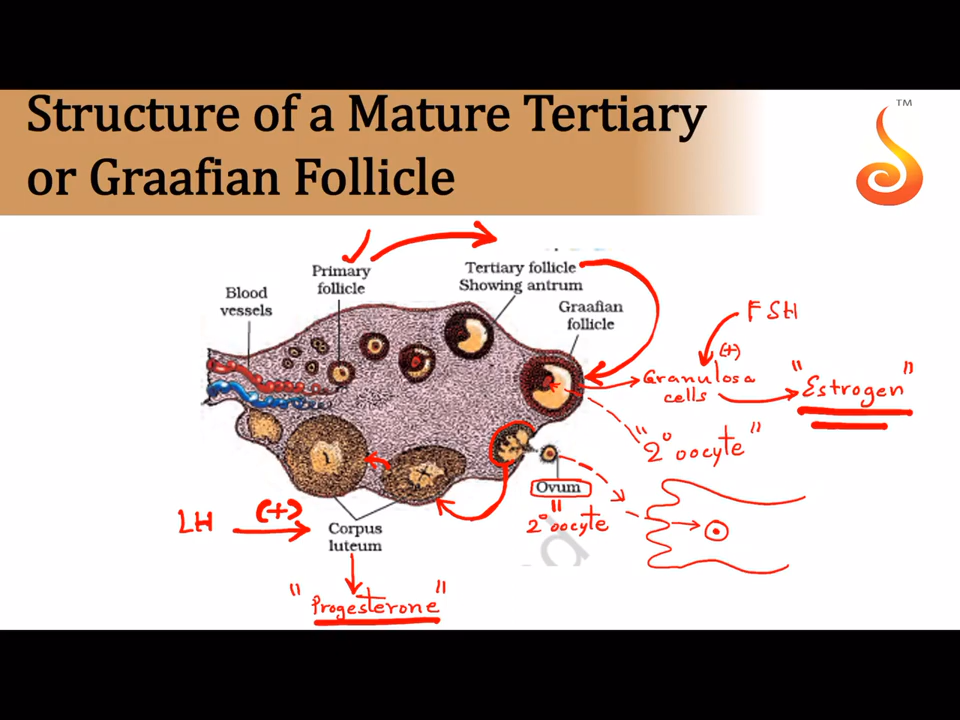 Structure of a Mature Tertiary
or Graafian Follicle
TM
Primary
follicle
Tertiary follicle
Showing antrum
Blood
vessels
Graafian
follicle
FSH
(+)
Granulosa
cells
"Estrogen"
"2° oocyte"
Ovum
"
2° oocyte
LH
(+)
Corpus
luteum
"Progesterone"
d